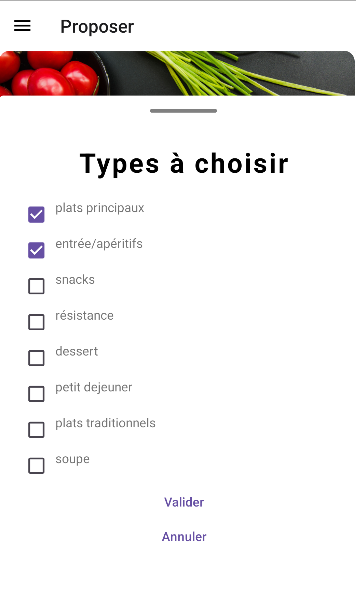 Proposer
Types à choisir
plats principaux
entrée/apéritifs
snacks
résistance
dessert
petit dejeuner
plats traditionnels
soupe
Valider
Annuler